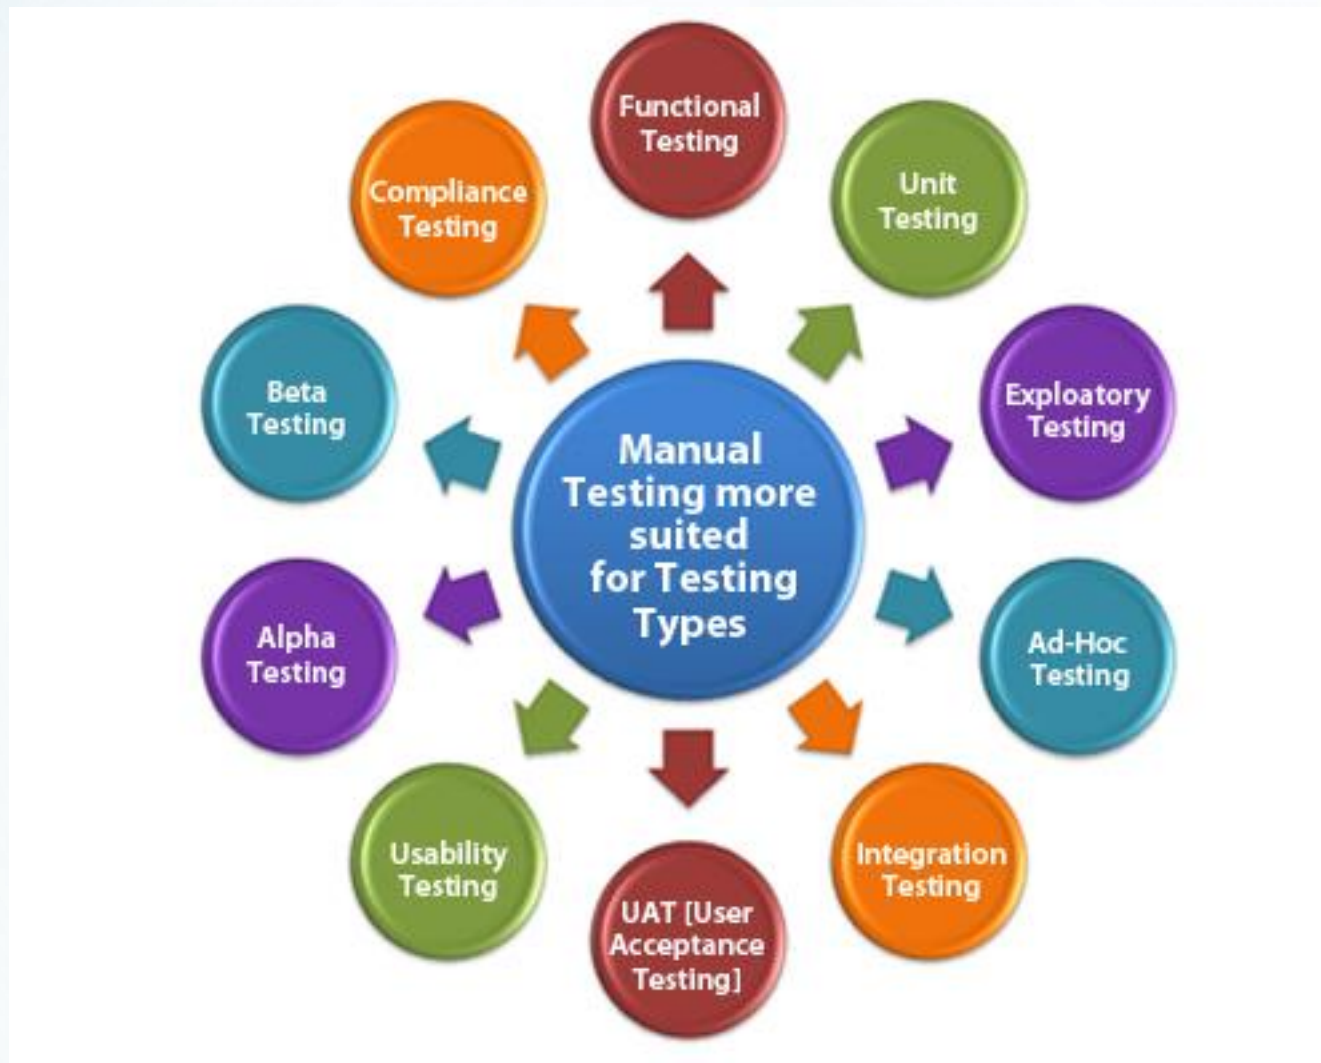 Functional
Testing
Unit
Testing
Exploatory
Testing
Ad-Hoc
Testing
Integration
Testing
UAT [User
Acceptance
Testing]
Usability
Testing
Alpha
Testing
Beta
Testing
Compliance
Testing
Manual
Testing more
suited
for Testing
Types